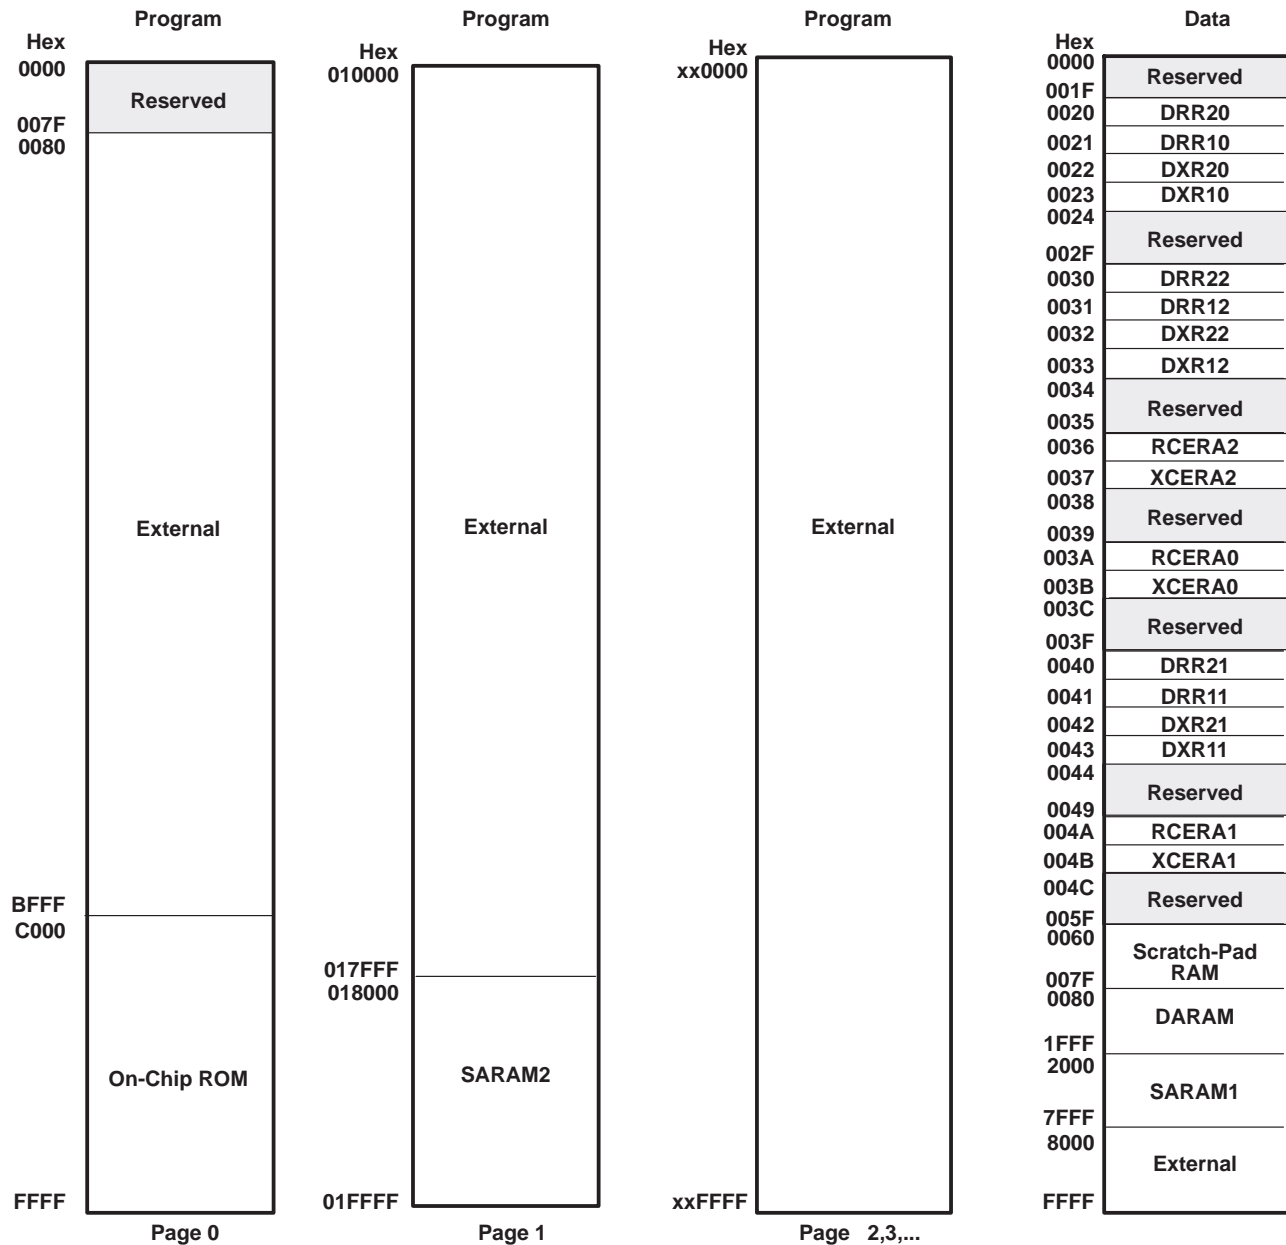 Program
Hex
0000
Reserved
007F
0080
External
BFFF
C000
On-Chip ROM
FFFF
Page 0
Program
Hex
010000
External
017FFF
018000
SARAM2
01FFFF
Page 1
Program
Hex
xx0000
External
xxFFFF
Page 2,3,...
Data
Hex
0000
Reserved
001F
0020 DRR20
0021 DRR10
0022 DXR20
0023 DXR10
0024
Reserved
002F
0030 DRR22
0031 DRR12
0032 DXR22
0033 DXR12
0034
Reserved
0035
0036 RCERA2
0037 XCERA2
0038
Reserved
0039
003A RCERA0
003B XCERA0
003C
Reserved
003F
0040 DRR21
0041 DRR11
0042 DXR21
0043 DXR11
0044
Reserved
0049
004A RCERA1
004B XCERA1
004C
Reserved
005F
0060
Scratch-Pad
RAM
007F
0080
DARAM
1FFF
2000
SARAM1
7FFF
8000
External
FFFF